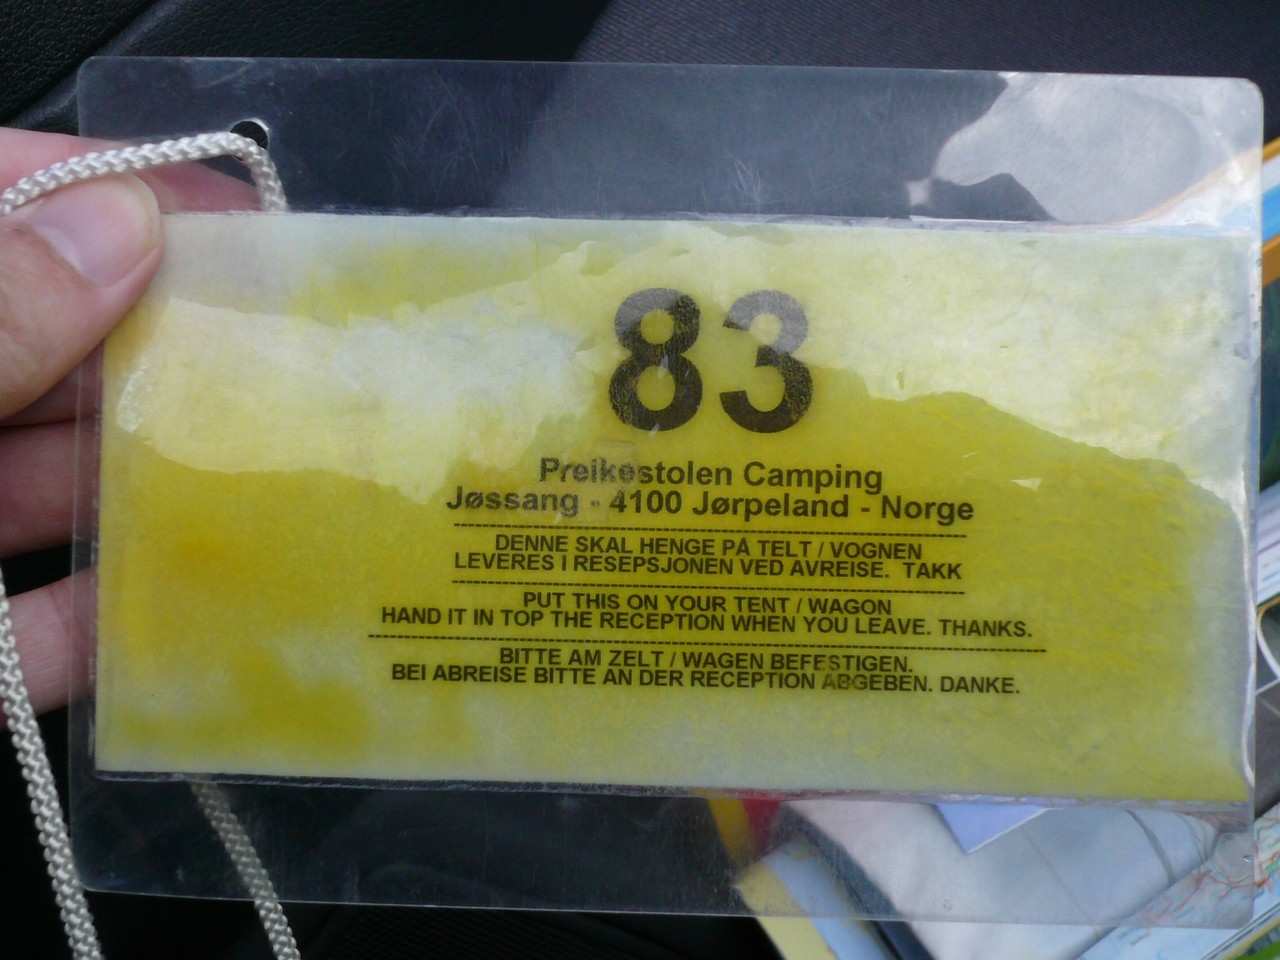 83
Preikestolen Camping
Jøssang - 4100 Jørpeland - Norge
DENNE SKAL HENGE PÅ TELT / VOGNEN
LEVERES I RESEPSJONEN VED AVREISE. TAKK
PUT THIS ON YOUR TENT / WAGON
HAND IT IN TOP THE RECEPTION WHEN YOU LEAVE. THANKS.
BITTE AM ZELT / WAGEN BEFESTIGEN.
BEI ABREISE BITTE AN DER RECEPTION ABGEBEN. DANKE.